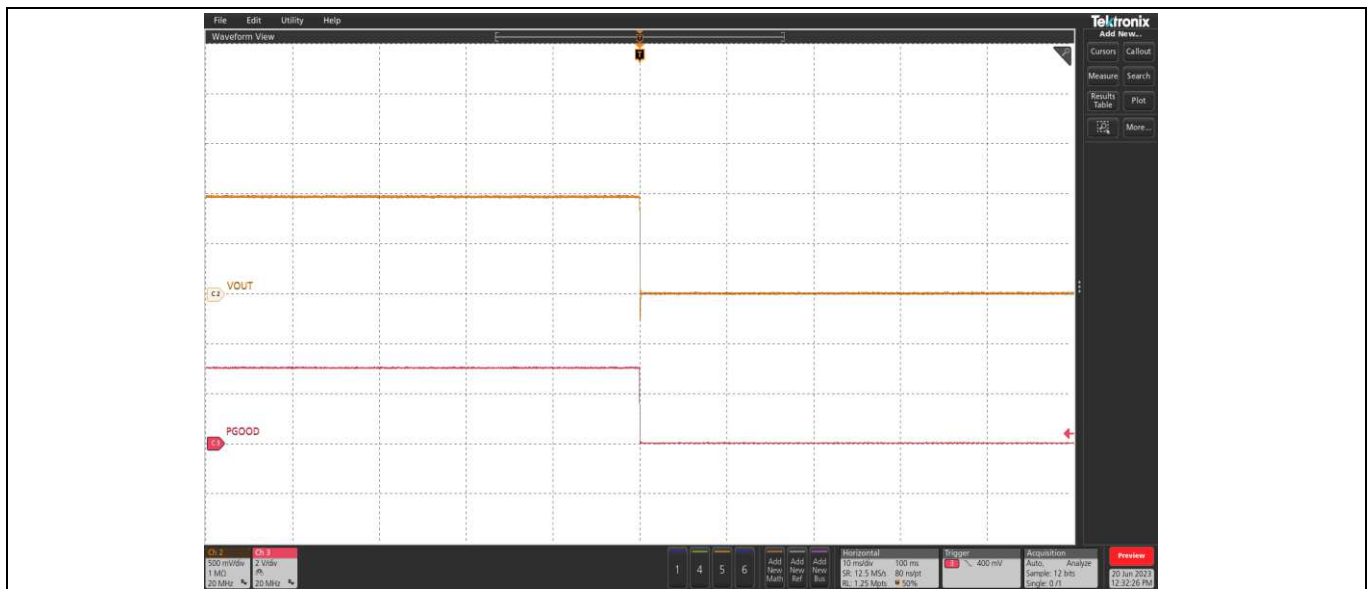 File Edit Utility Help
Tektronix
Waveform View
Add New...
Cursors Callout
Measure Search
Results Table Plot
More...
T
C2 VOUT
C3 PGOOD
Ch 2
500 mV/div
1 MΩ
20 MHz
Ch 3
2 V/div
20 MHz
1 4 5 6
Add New Math
Add New Ref
Add New Bus
Horizontal
10 ms/div 100 ms
SR: 12.5 MS/s 80 ns/pt
RL: 1.25 Mpts 50%
Trigger
3 400 mV
Acquisition
Auto, Analyze
Sample: 12 bits
Single: 0 /1
Preview
20 Jun 2023
12:32:26 PM